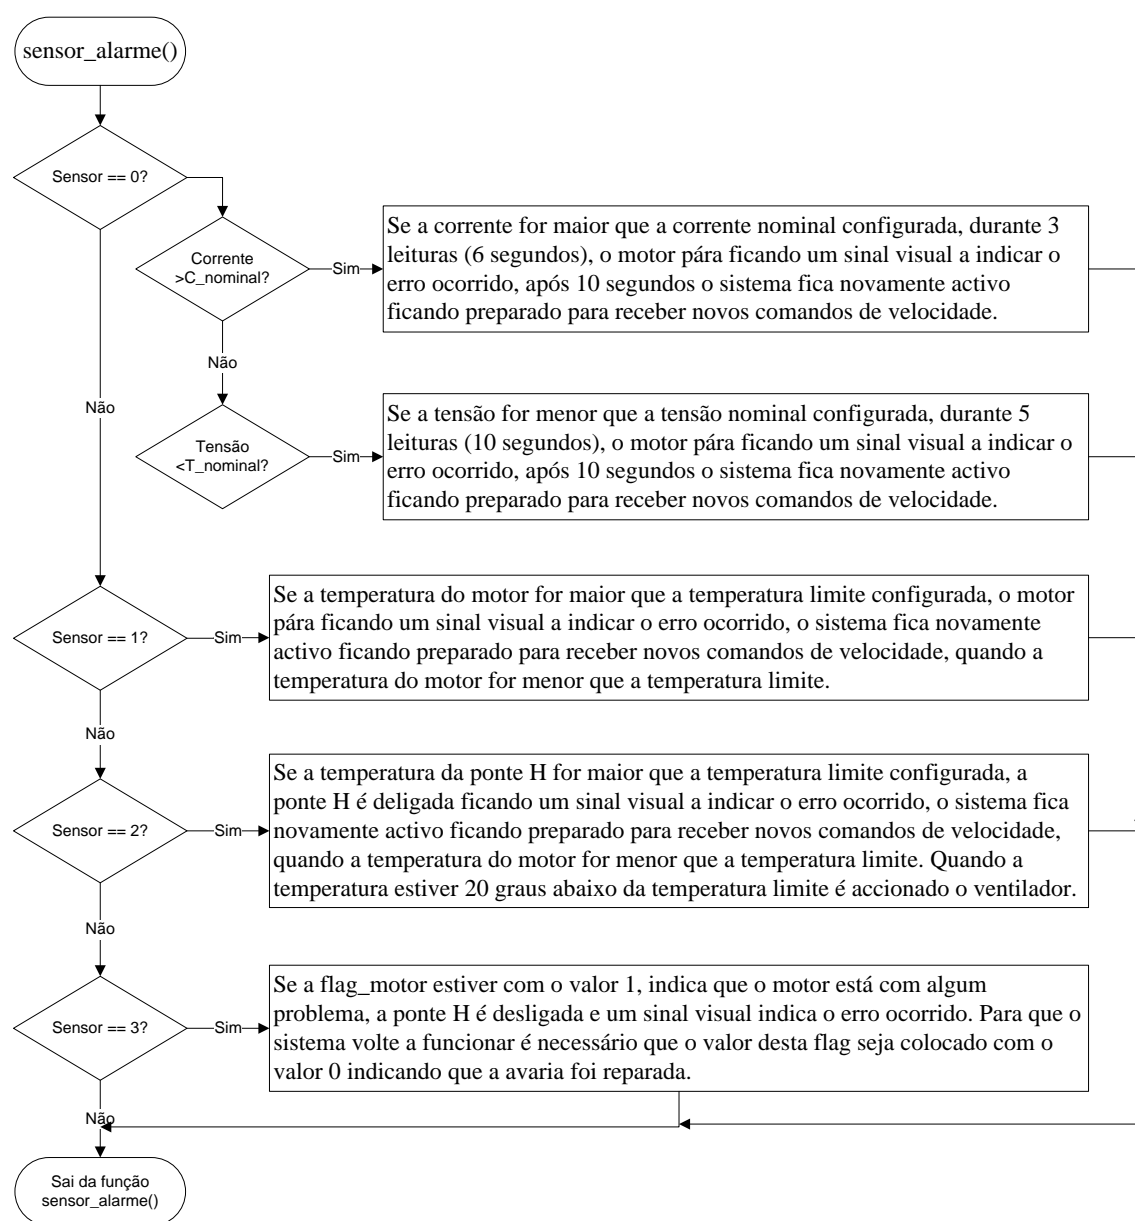 sensor_alarme()
Sensor == 0?
Corrente
>C_nominal?
Sim
Se a corrente for maior que a corrente nominal configurada, durante 3
leituras (6 segundos), o motor pára ficando um sinal visual a indicar o
erro ocorrido, após 10 segundos o sistema fica novamente activo
ficando preparado para receber novos comandos de velocidade.
Não
Não
Tensão
<T_nominal?
Sim
Se a tensão for menor que a tensão nominal configurada, durante 5
leituras (10 segundos), o motor pára ficando um sinal visual a indicar o
erro ocorrido, após 10 segundos o sistema fica novamente activo
ficando preparado para receber novos comandos de velocidade.
Sensor == 1?
Sim
Se a temperatura do motor for maior que a temperatura limite configurada, o motor
pára ficando um sinal visual a indicar o erro ocorrido, o sistema fica novamente
activo ficando preparado para receber novos comandos de velocidade, quando a
temperatura do motor for menor que a temperatura limite.
Não
Sensor == 2?
Sim
Se a temperatura da ponte H for maior que a temperatura limite configurada, a
ponte H é deligada ficando um sinal visual a indicar o erro ocorrido, o sistema fica
novamente activo ficando preparado para receber novos comandos de velocidade,
quando a temperatura do motor for menor que a temperatura limite. Quando a
temperatura estiver 20 graus abaixo da temperatura limite é accionado o ventilador.
Não
Sensor == 3?
Sim
Se a flag_motor estiver com o valor 1, indica que o motor está com algum
problema, a ponte H é desligada e um sinal visual indica o erro ocorrido. Para que o
sistema volte a funcionar é necessário que o valor desta flag seja colocado com o
valor 0 indicando que a avaria foi reparada.
Não
Sai da função
sensor_alarme()